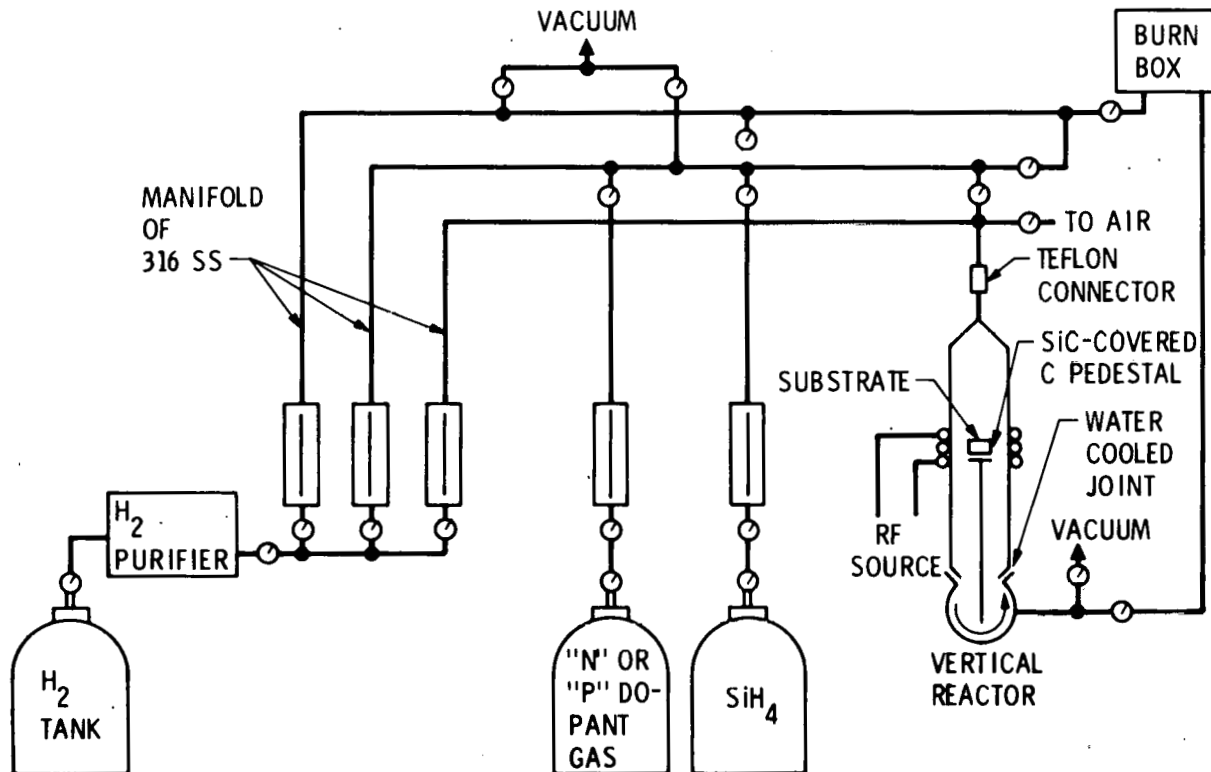 VACUUM
BURN
BOX
MANIFOLD
OF
316 SS
TO AIR
TEFLON
CONNECTOR
SiC-COVERED
C PEDESTAL
SUBSTRATE
WATER
COOLED
JOINT
H2
PURIFIER
RF
SOURCE
VACUUM
H2
TANK
"N" OR
"P" DO-
PANT
GAS
SiH4
VERTICAL
REACTOR